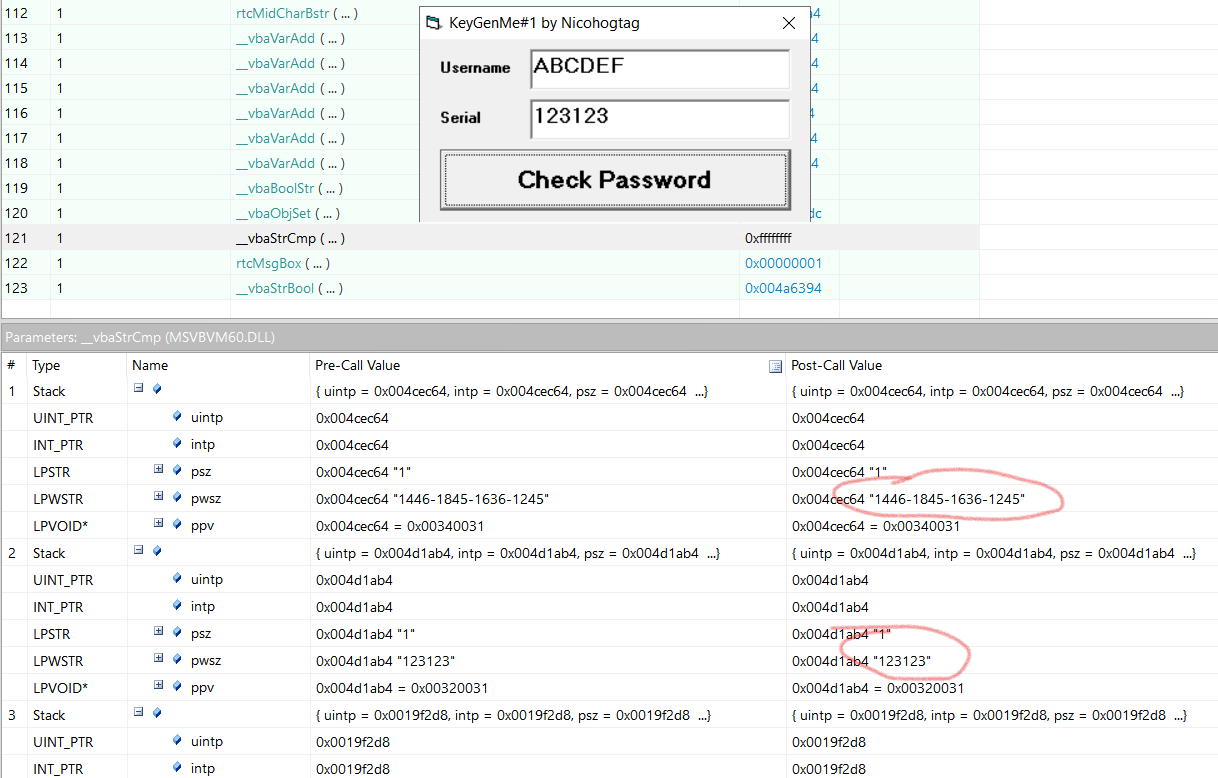 112 1 rtcMidCharBstr ( ... ) a4
113 1 __vbaVarAdd ( ... ) 4
114 1 __vbaVarAdd ( ... ) 4
115 1 __vbaVarAdd ( ... ) 4
116 1 __vbaVarAdd ( ... ) 4
117 1 __vbaVarAdd ( ... ) 4
118 1 __vbaVarAdd ( ... ) 4
119 1 __vbaBoolStr ( ... )
120 1 __vbaObjSet ( ... ) dc
121 1 __vbaStrCmp ( ... ) 0xffffffff
122 1 rtcMsgBox ( ... ) 0x00000001
123 1 __vbaStrBool ( ... ) 0x004a6394
KeyGenMe#1 by Nicohogtag
Username ABCDEF
Serial 123123
Check Password
Parameters: __vbaStrCmp (MSVBVM60.DLL)
# Type Name Pre-Call Value Post-Call Value
1 Stack { uintp = 0x004cec64, intp = 0x004cec64, psz = 0x004cec64 ...} { uintp = 0x004cec64, intp = 0x004cec64, psz = 0x004cec64 ...}
UINT_PTR uintp 0x004cec64 0x004cec64
INT_PTR intp 0x004cec64 0x004cec64
LPSTR psz 0x004cec64 "1" 0x004cec64 "1"
LPWSTR pwsz 0x004cec64 "1446-1845-1636-1245" 0x004cec64 "1446-1845-1636-1245"
LPVOID* ppv 0x004cec64 = 0x00340031 0x004cec64 = 0x00340031
2 Stack { uintp = 0x004d1ab4, intp = 0x004d1ab4, psz = 0x004d1ab4 ...} { uintp = 0x004d1ab4, intp = 0x004d1ab4, psz = 0x004d1ab4 ...}
UINT_PTR uintp 0x004d1ab4 0x004d1ab4
INT_PTR intp 0x004d1ab4 0x004d1ab4
LPSTR psz 0x004d1ab4 "1" 0x004d1ab4 "1"
LPWSTR pwsz 0x004d1ab4 "123123" 0x004d1ab4 "123123"
LPVOID* ppv 0x004d1ab4 = 0x00320031 0x004d1ab4 = 0x00320031
3 Stack { uintp = 0x0019f2d8, intp = 0x0019f2d8, psz = 0x0019f2d8 ...} { uintp = 0x0019f2d8, intp = 0x0019f2d8, psz = 0x0019f2d8 ...}
UINT_PTR uintp 0x0019f2d8 0x0019f2d8
INT_PTR intp 0x0019f2d8 0x0019f2d8